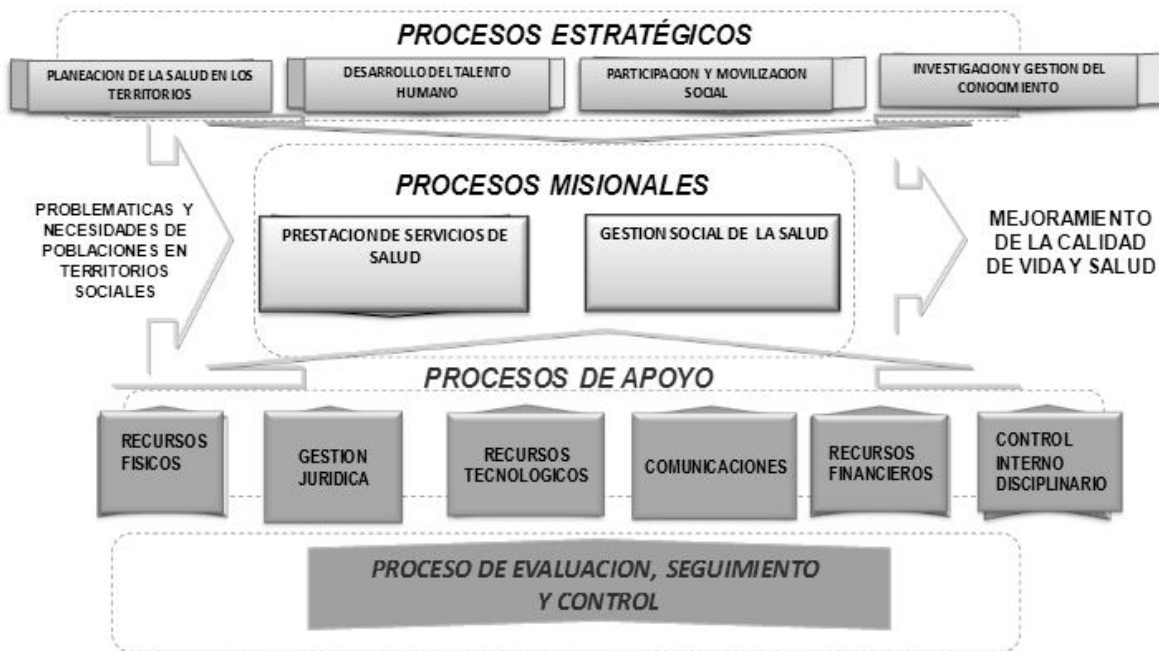 PROCESOS ESTRATÉGICOS
PLANEACION DE LA SALUD EN LOS
TERRITORIOS
DESARROLLO DEL TALENTO
HUMANO
PARTICIPACION Y MOVILIZACION
SOCIAL
INVESTIGACION Y GESTION DEL
CONOCIMIENTO
PROBLEMATICAS Y
NECESIDADES DE
POBLACIONES EN
TERRITORIOS
SOCIALES
PROCESOS MISIONALES
PRESTACION DE SERVICIOS DE
SALUD
GESTION SOCIAL DE LA SALUD
MEJORAMIENTO
DE LA CALIDAD
DE VIDA Y SALUD
PROCESOS DE APOYO
RECURSOS
FISICOS
GESTION
JURIDICA
RECURSOS
TECNOLOGICOS
COMUNICACIONES
RECURSOS
FINANCIEROS
CONTROL
INTERNO
DISCIPLINARIO
PROCESO DE EVALUACION, SEGUIMIENTO
Y CONTROL